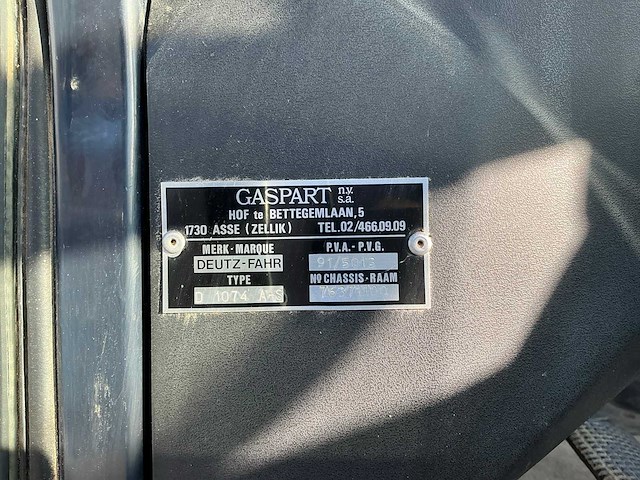 GASPART n.v. s.a.
HOF te BETTEGEMLAAN,5
1730 ASSE (ZELLIK) TEL.02/466.09.09
MERK-MARQUE P.V.A.-P.V.G.
DEUTZ-FAHR
TYPE No CHASSIS-RAAM
D 1074